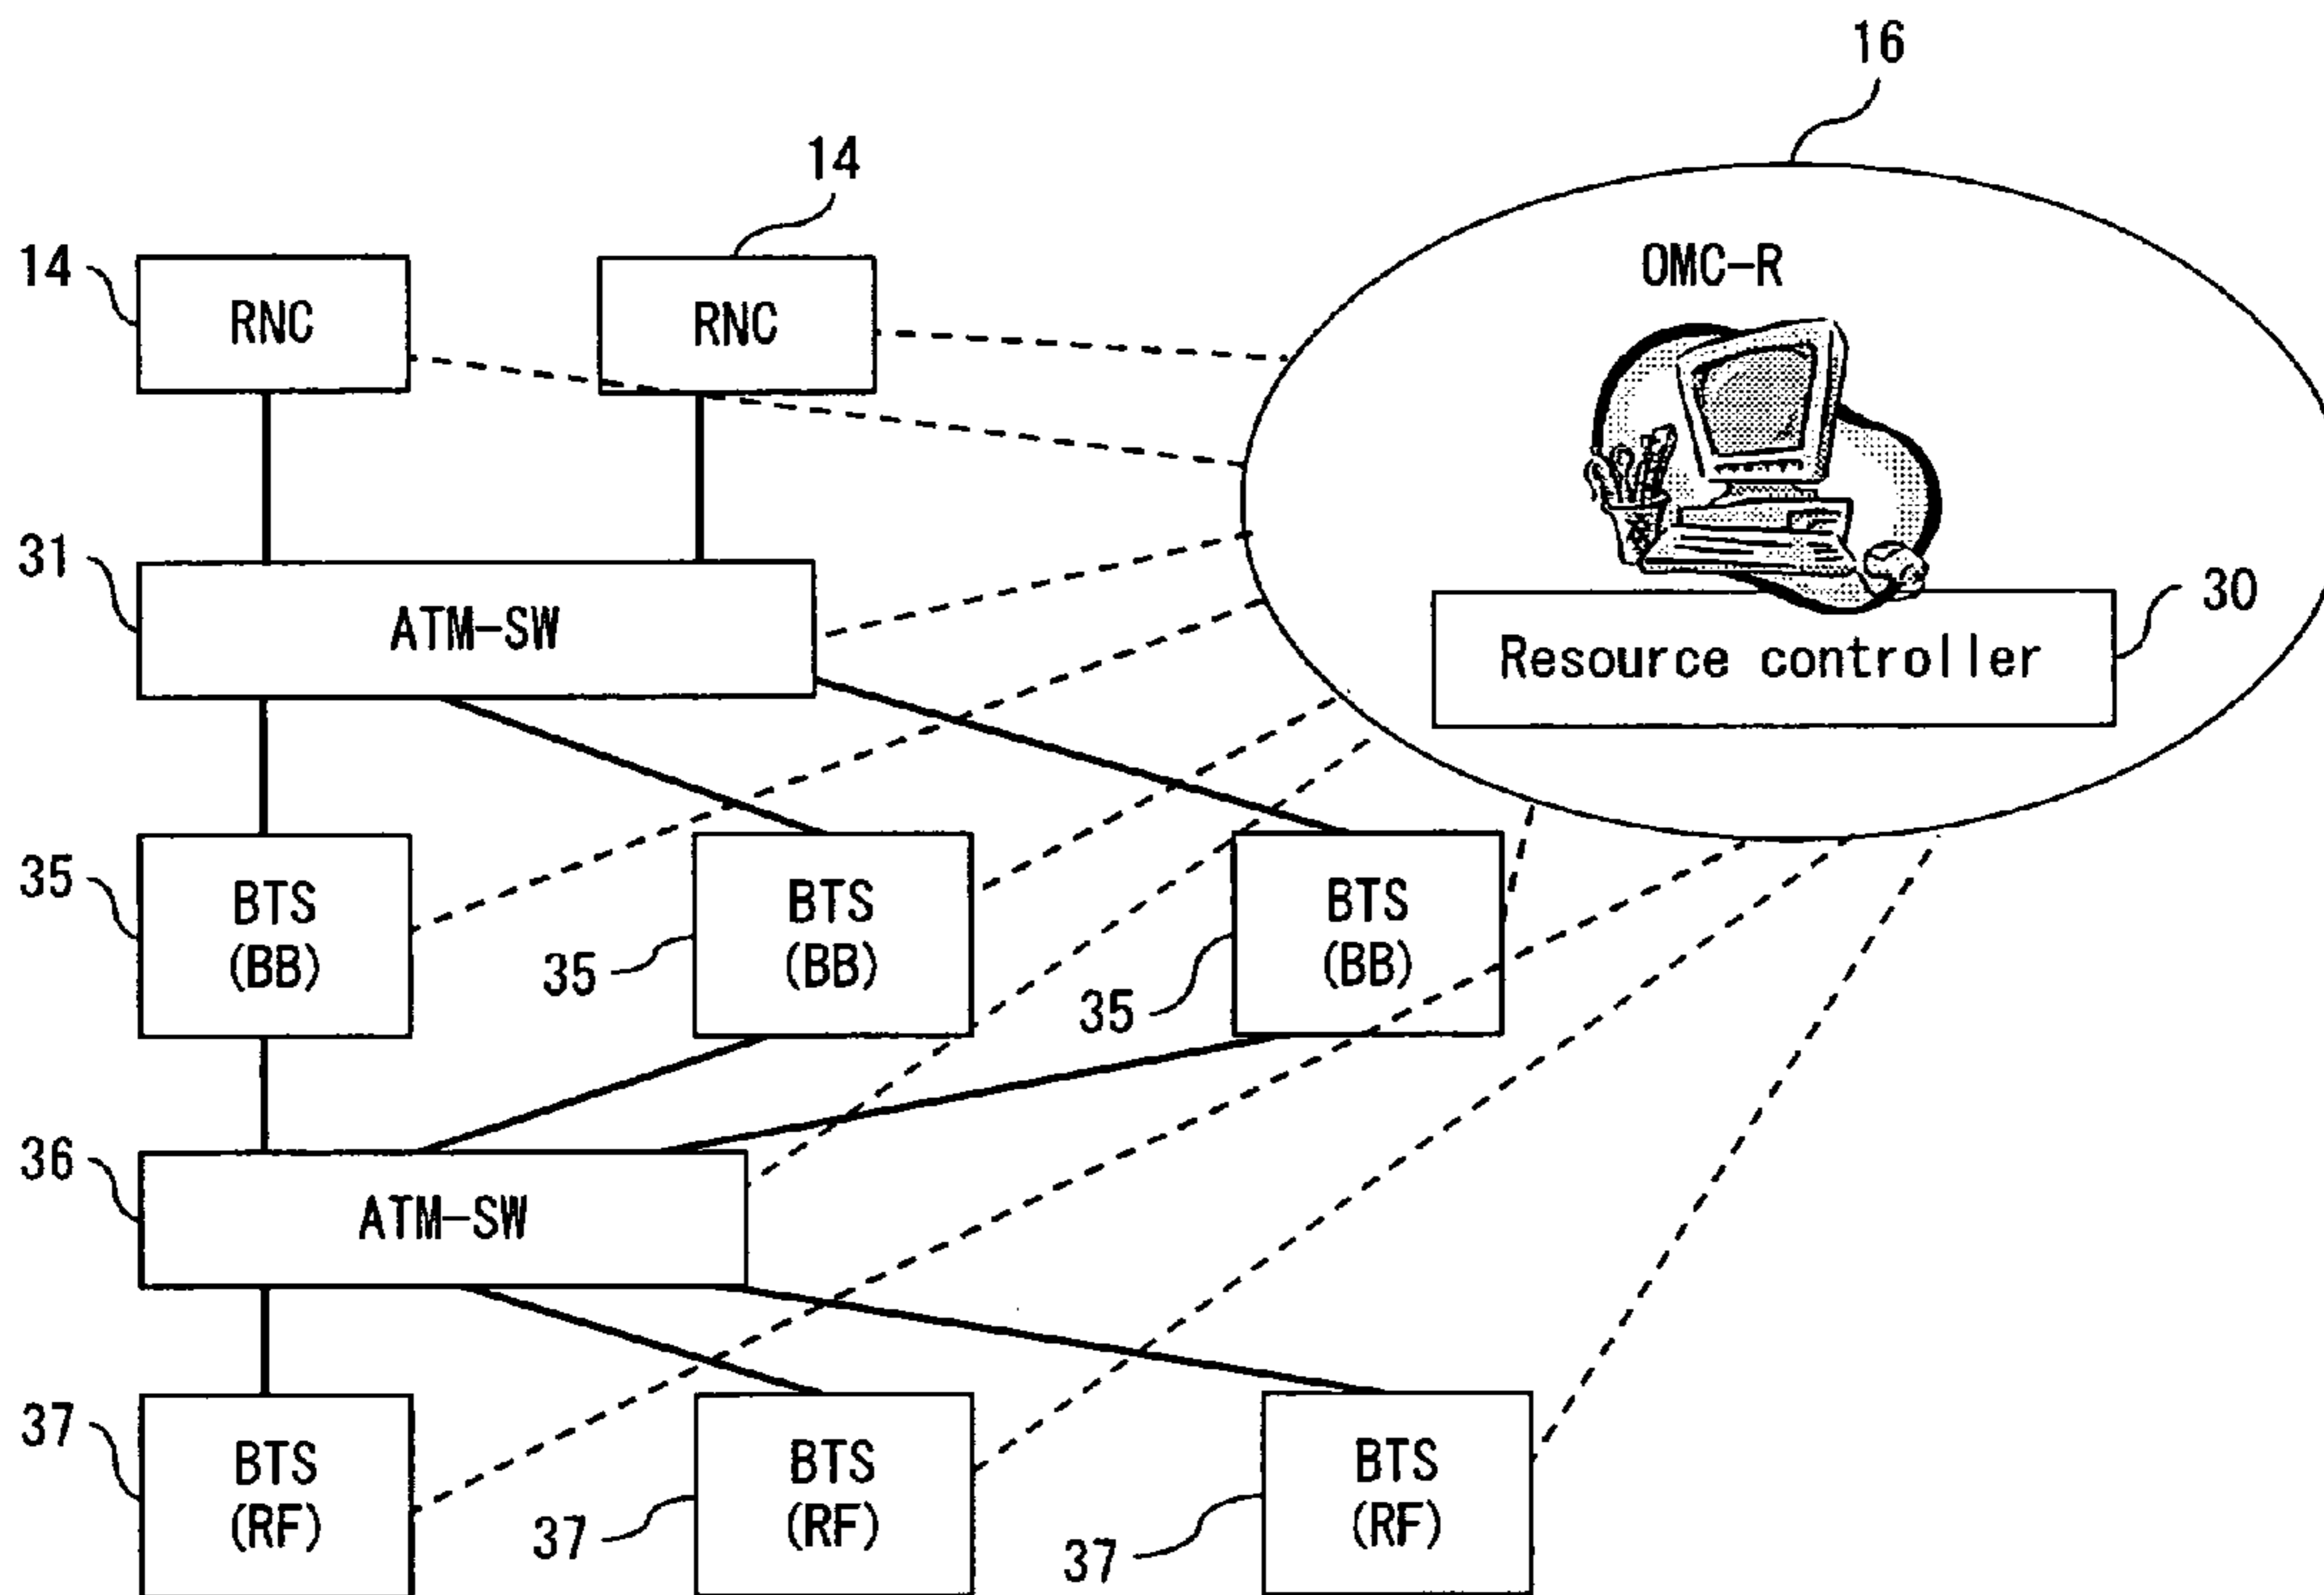 16
14
14
RNC
RNC
OMC-R
31
ATM-SW
30
Resource controller
35
BTS
(BB)
35
BTS
(BB)
35
BTS
(BB)
36
ATM-SW
37
BTS
(RF)
37
BTS
(RF)
37
BTS
(RF)